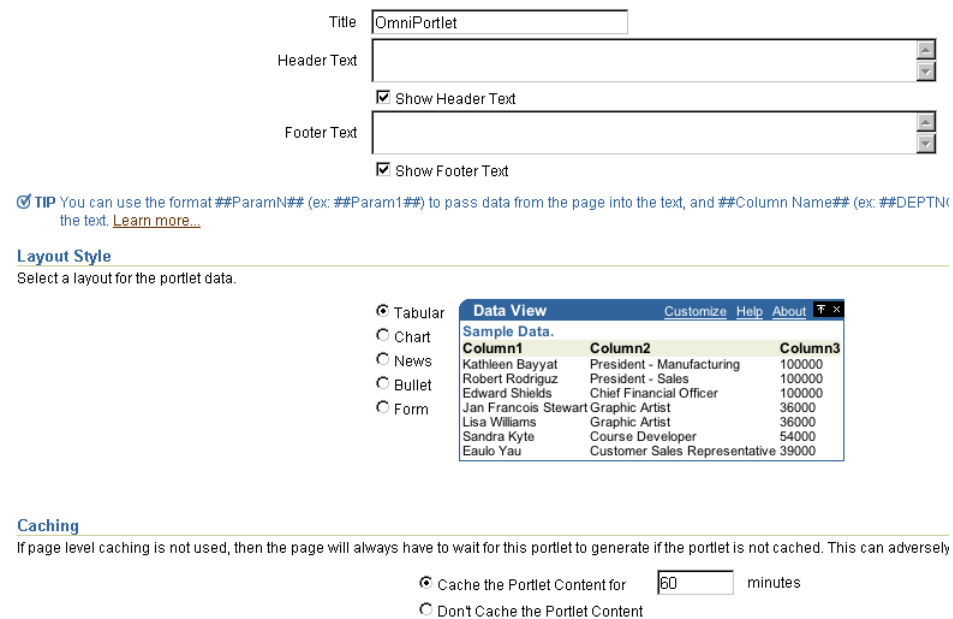 Title OmniPortlet
Header Text
Show Header Text
Footer Text
Show Footer Text
TIP You can use the format ##ParamN## (ex: ##Param1##) to pass data from the page into the text, and ##Column Name## (ex: ##DEPTN
the text. Learn more...
Layout Style
Select a layout for the portlet data.
Tabular
Chart
News
Bullet
Form
Data View Customize Help About
Sample Data.
Column1 Column2 Column3
Kathleen Bayyat President - Manufacturing 100000
Robert Rodriguz President - Sales 100000
Edward Shields Chief Financial Officer 100000
Jan Francois Stewart Graphic Artist 36000
Lisa Williams Graphic Artist 36000
Sandra Kyte Course Developer 54000
Eaulo Yau Customer Sales Representative 39000
Caching
If page level caching is not used, then the page will always have to wait for this portlet to generate if the portlet is not cached. This can adversely
Cache the Portlet Content for 60 minutes
Don't Cache the Portlet Content